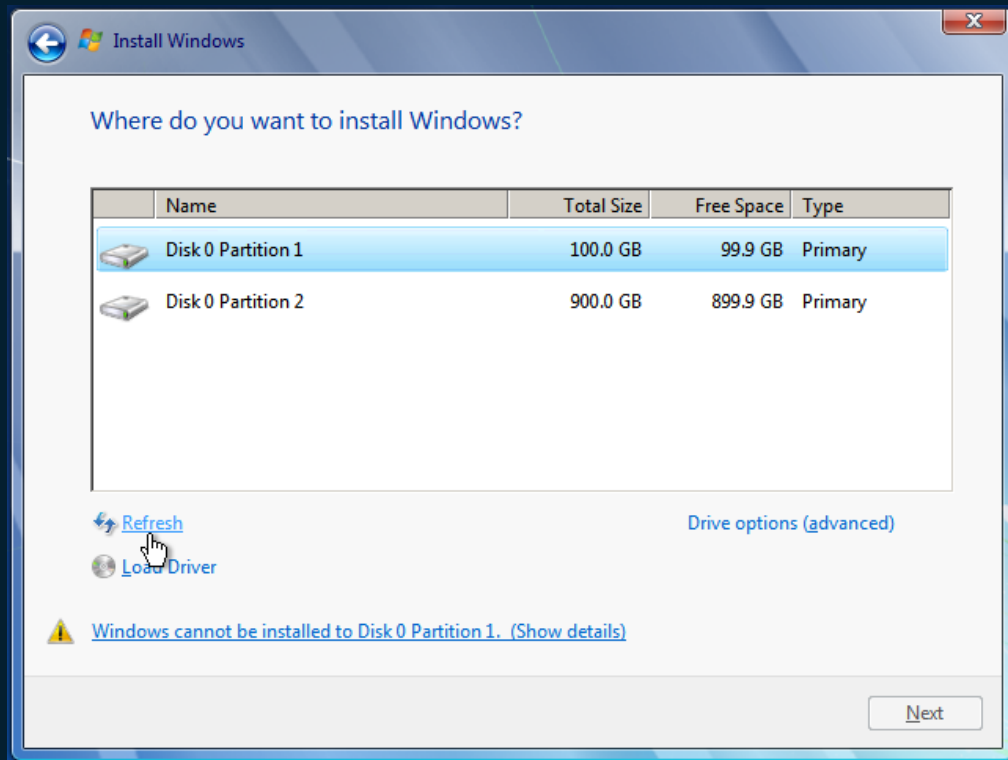 Install Windows
Where do you want to install Windows?
Name Total Size Free Space Type
Disk 0 Partition 1 100.0 GB 99.9 GB Primary
Disk 0 Partition 2 900.0 GB 899.9 GB Primary
Refresh Drive options (advanced)
Load Driver
Windows cannot be installed to Disk 0 Partition 1. (Show details)
Next